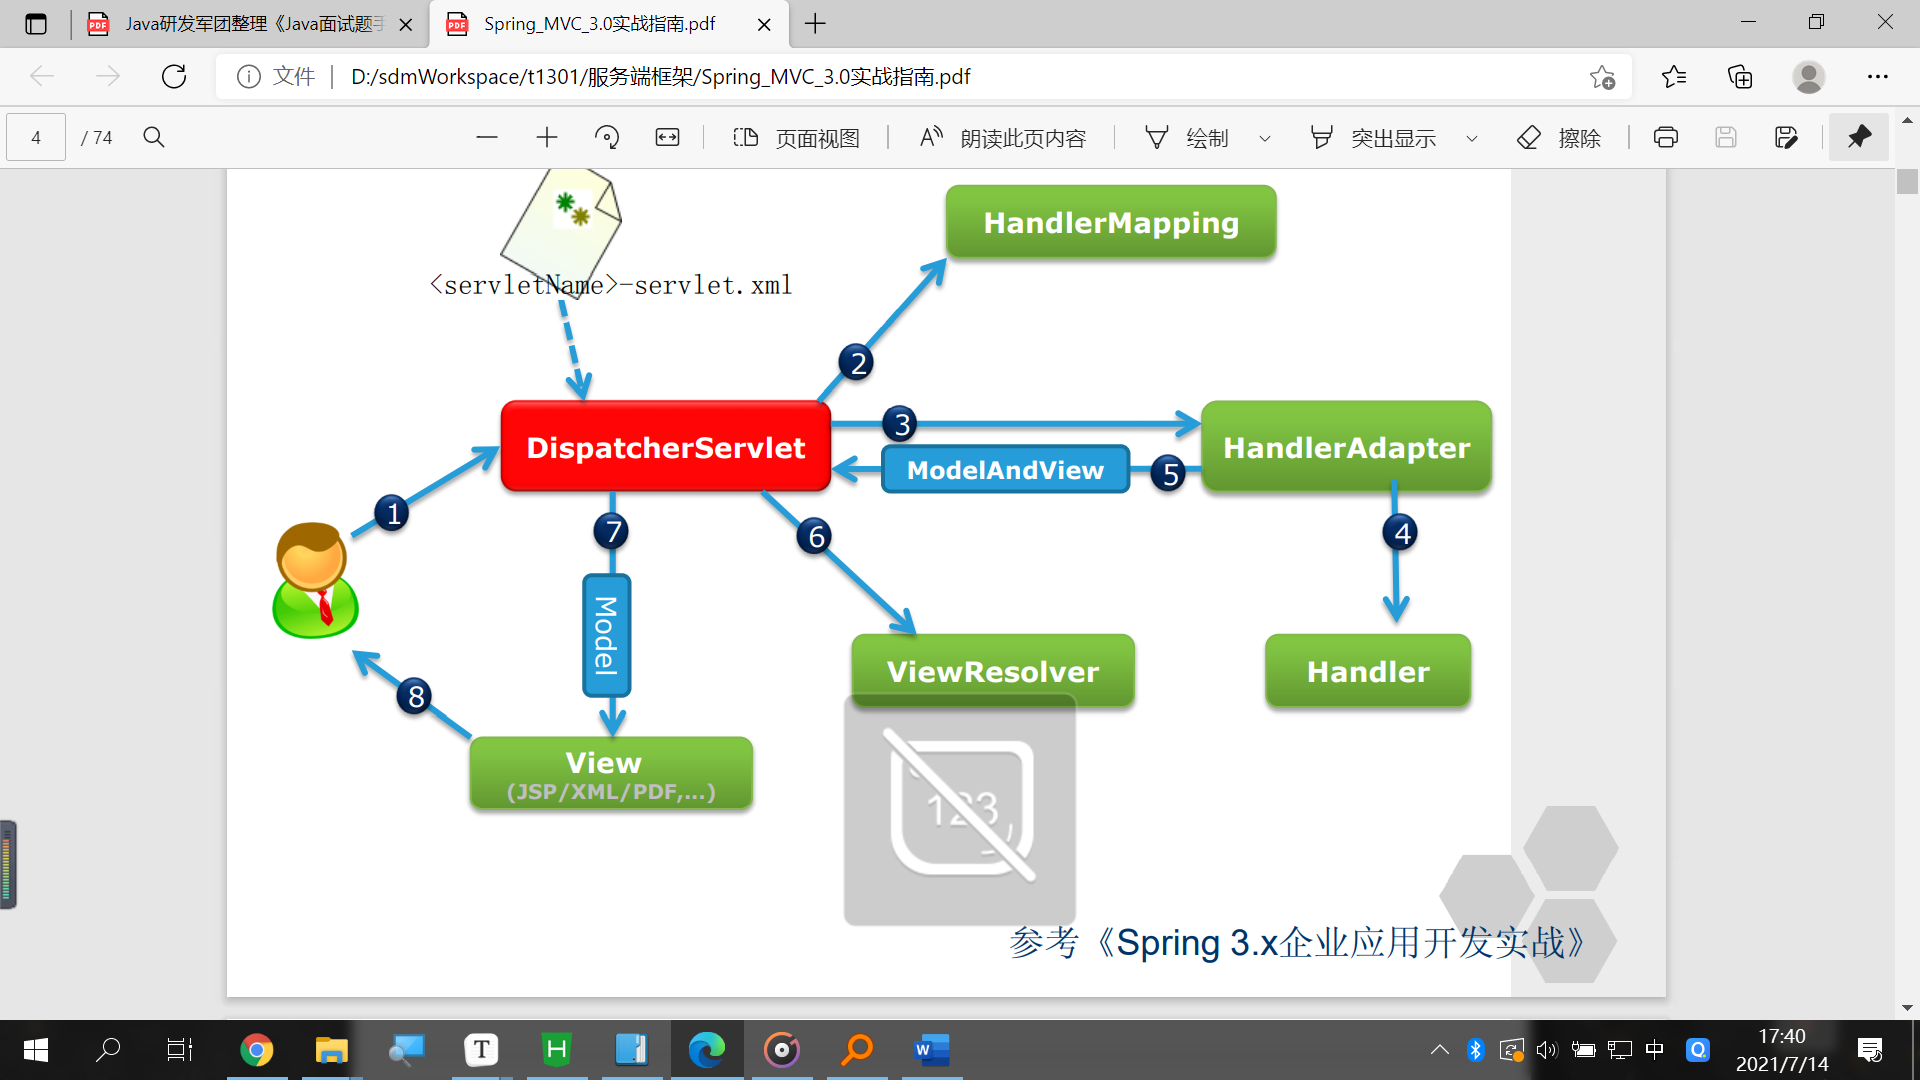 Java研发军团整理《Java面试题手
Spring_MVC_3.0实战指南.pdf
文件
D:/sdmWorkspace/t1301/服务端框架/Spring_MVC_3.0实战指南.pdf
4 / 74
页面视图
朗读此页内容
绘制
突出显示
擦除
HandlerMapping
<servletName>-servlet.xml
2
DispatcherServlet
3
HandlerAdapter
ModelAndView
5
1
7
6
4
Model
ViewResolver
Handler
8
View
(JSP/XML/PDF,...)
123
参考《Spring 3.x企业应用开发实战》
17:40
中
2021/7/14